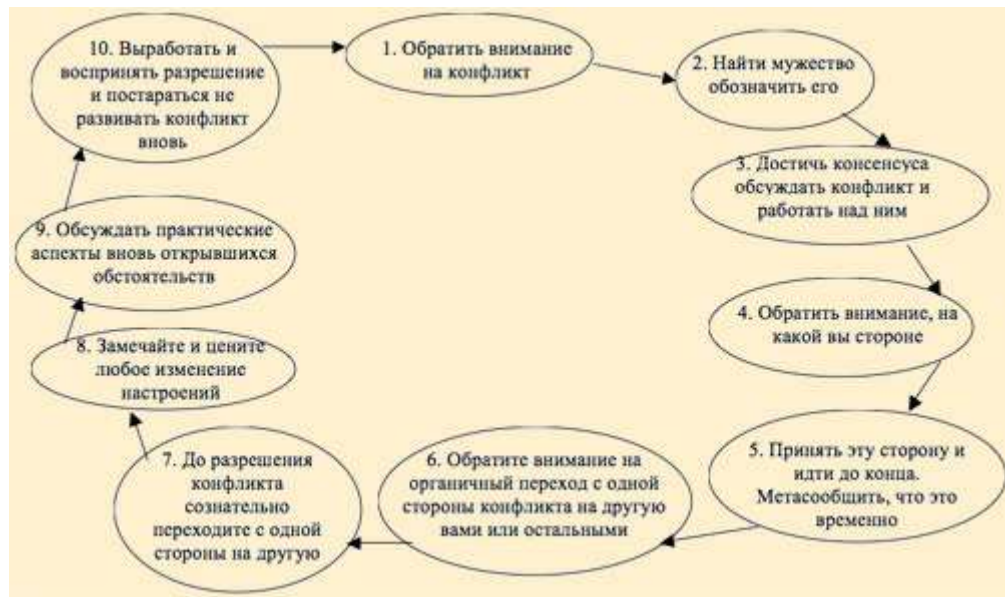 1. Обратить внимание
на конфликт
2. Найти мужество
обозначить его
3. Достичь консенсуса
обсуждать конфликт и
работать над ним
4. Обратить внимание, на
какой вы стороне
5. Принять эту сторону и
идти до конца.
Метасообщить, что это
временно
6. Обратите внимание на
органичный переход с одной
стороны конфликта на другую
вами или остальными
7. До разрешения
конфликта
сознательно
переходите с одной
стороны на другую
8. Замечайте и цените
любое изменение
настроений
9. Обсуждать практические
аспекты вновь открывшихся
обстоятельств
10. Выработать и
воспринять разрешение
и постараться не
развивать конфликт
вновь